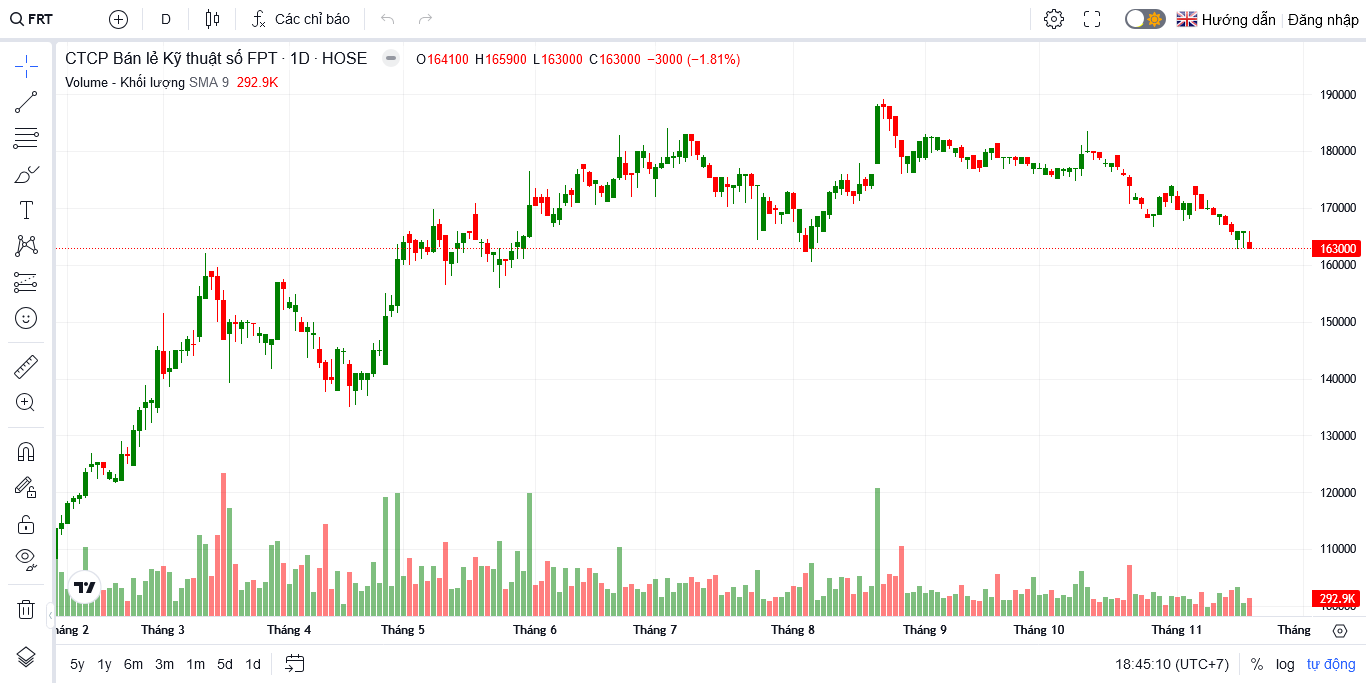 FRT D Các chỉ báo Hướng dẫn Đăng nhập
CTCP Bán lẻ Kỹ thuật số FPT · 1D · HOSE O164100 H165900 L163000 C163000 −3000 (−1.81%)
Volume - Khối lượng SMA 9 292.9K
190000
180000
170000
163000
160000
150000
140000
130000
120000
110000
292.9K
Tháng 3 Tháng 4 Tháng 5 Tháng 6 Tháng 7 Tháng 8 Tháng 9 Tháng 10 Tháng 11 Tháng
5y 1y 6m 3m 1m 5d 1d 18:45:10 (UTC+7) % log tự động